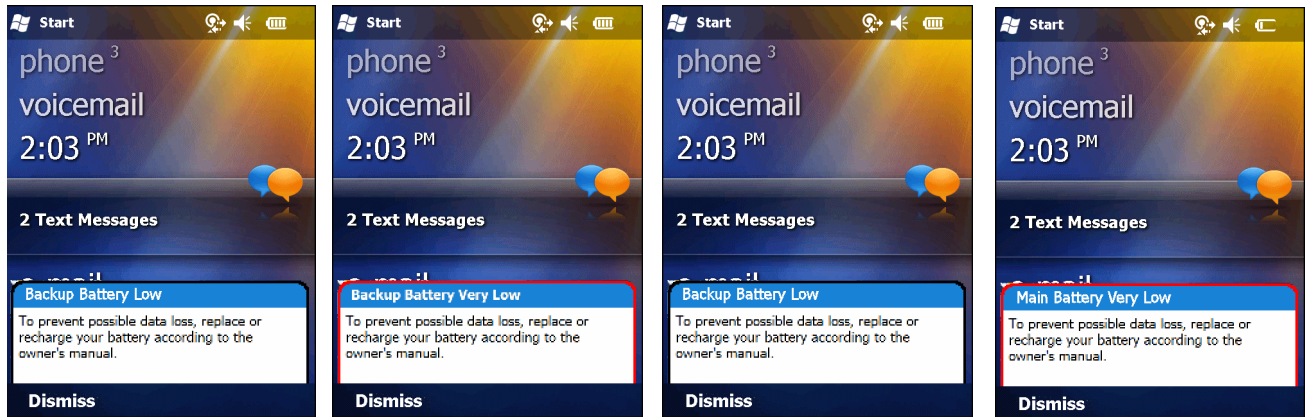 Start
phone 3
voicemail
2:03 PM
2 Text Messages
e-mail
Backup Battery Low
To prevent possible data loss, replace or
recharge your battery according to the
owner's manual.
Dismiss
Start
phone 3
voicemail
2:03 PM
2 Text Messages
e-mail
Backup Battery Very Low
To prevent possible data loss, replace or
recharge your battery according to the
owner's manual.
Dismiss
Start
phone 3
voicemail
2:03 PM
2 Text Messages
e-mail
Backup Battery Low
To prevent possible data loss, replace or
recharge your battery according to the
owner's manual.
Dismiss
Start
phone 3
voicemail
2:03 PM
2 Text Messages
e-mail
Main Battery Very Low
To prevent possible data loss, replace or
recharge your battery according to the
owner's manual.
Dismiss